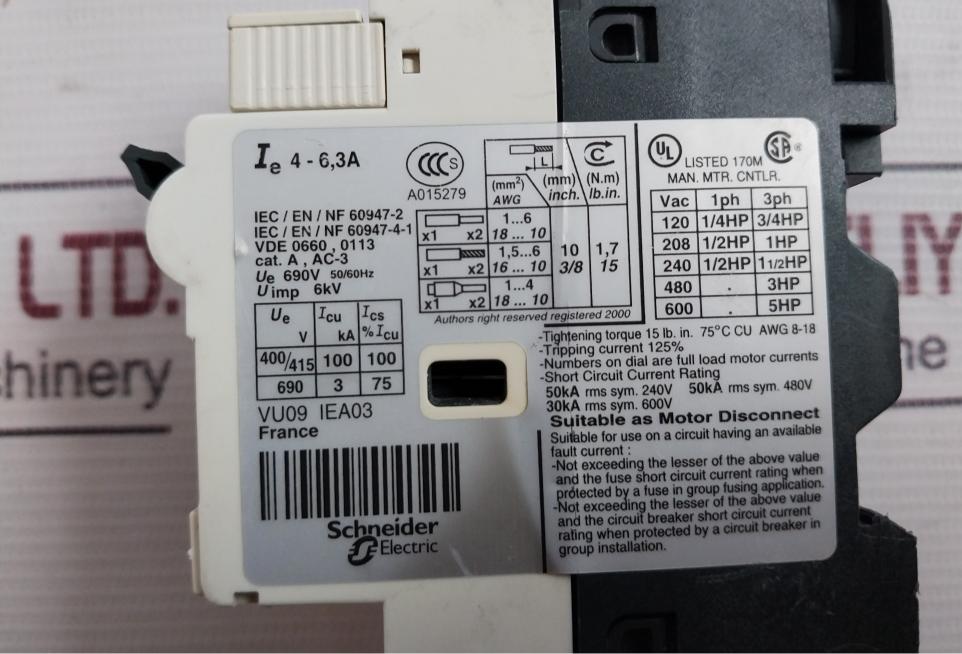 Ie 4 - 6,3A
CCC S
A015279
IEC / EN / NF 60947-2
IEC / EN / NF 60947-4-1
VDE 0660 , 0113
cat. A , AC-3
Ue 690V 50/60Hz
U imp 6kV
Ue V Icu kA Ics % Icu
400/415 100 100
690 3 75
VU09 IEA03
France
Schneider
Electric
L
(mm²) AWG (mm) inch. (N.m) lb.in.
x1 x2 1...6 18 ... 10
x1 x2 1,5...6 16 ... 10
x1 x2 1...4 18 ... 10
10 3/8 1,7 15
Authors right reserved registered 2000
UL LISTED 170M SA ®
MAN. MTR. CNTLR.
Vac 1ph 3ph
120 1/4HP 3/4HP
208 1/2HP 1HP
240 1/2HP 1 1/2HP
480 . 3HP
600 . 5HP
-Tightening torque 15 lb. in. 75°C CU AWG 8-18
-Tripping current 125%
-Numbers on dial are full load motor currents
-Short Circuit Current Rating
50kA rms sym. 240V 50kA rms sym. 480V
30kA rms sym. 600V
Suitable as Motor Disconnect
Suitable for use on a circuit having an available
fault current :
-Not exceeding the lesser of the above value
and the fuse short circuit current rating when
protected by a fuse in group fusing application.
-Not exceeding the lesser of the above value
and the circuit breaker short circuit current
rating when protected by a circuit breaker in
group installation.
LTD.
chinery